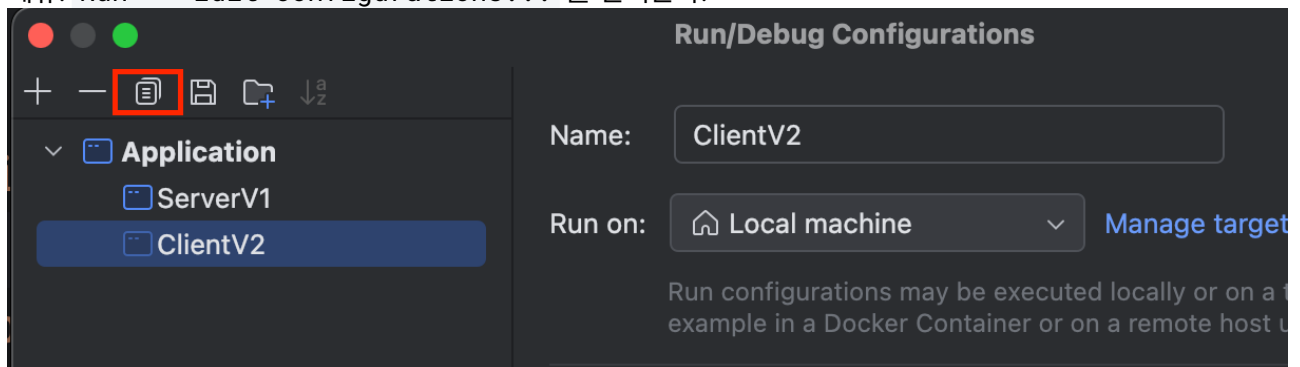 Run/Debug Configurations
Name:
ClientV2
Application
ServerV1
ClientV2
Run on:
Local machine
Manage target
Run configurations may be executed locally or on a t
example in a Docker Container or on a remote host u